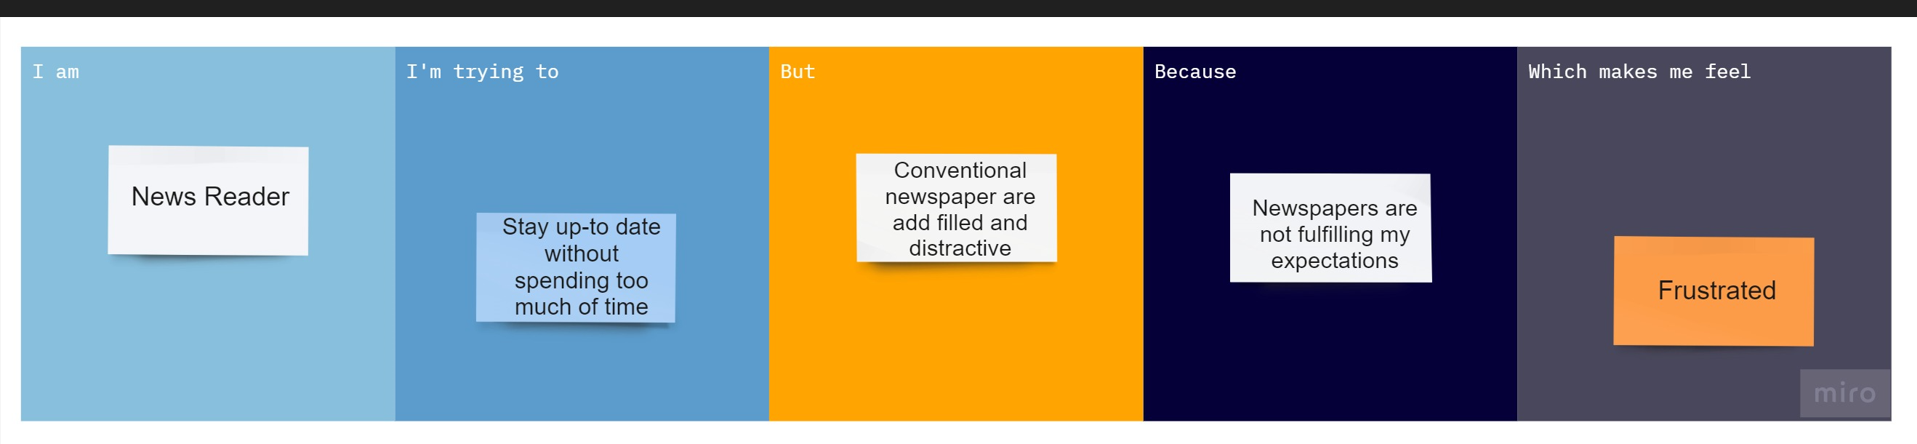 I am
News Reader
I'm trying to
Stay up-to date
without
spending too
much of time
But
Conventional
newspaper are
add filled and
distractive
Because
Newspapers are
not fulfilling my
expectations
Which makes me feel
Frustrated
miro